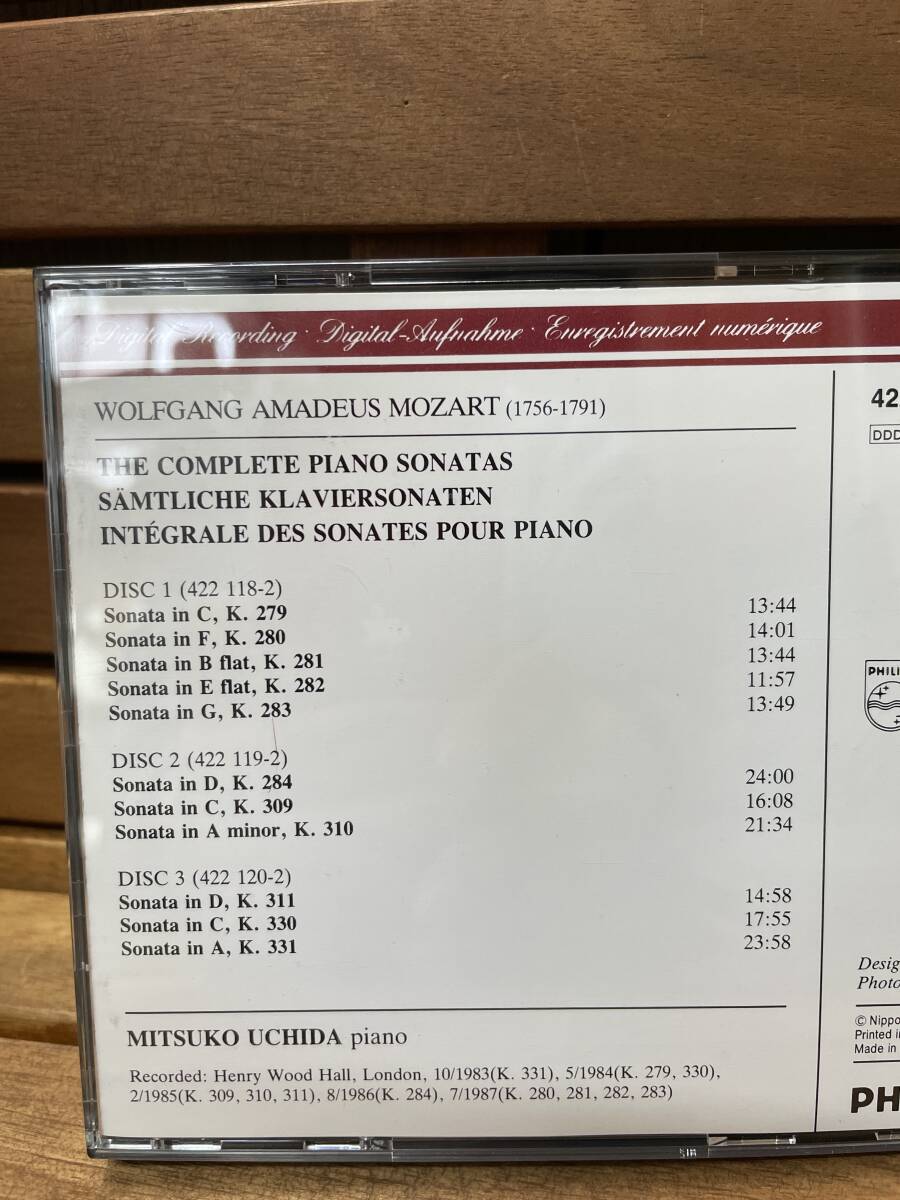 Digital Recording · Digital-Aufnahme · Enregistrement numérique
WOLFGANG AMADEUS MOZART (1756-1791)
THE COMPLETE PIANO SONATAS
SÄMTLICHE KLAVIERSONATEN
INTÉGRALE DES SONATES POUR PIANO
DISC 1 (422 118-2)
Sonata in C, K. 279 13:44
Sonata in F, K. 280 14:01
Sonata in B flat, K. 281 13:44
Sonata in E flat, K. 282 11:57
Sonata in G, K. 283 13:49
DISC 2 (422 119-2)
Sonata in D, K. 284 24:00
Sonata in C, K. 309 16:08
Sonata in A minor, K. 310 21:34
DISC 3 (422 120-2)
Sonata in D, K. 311 14:58
Sonata in C, K. 330 17:55
Sonata in A, K. 331 23:58
MITSUKO UCHIDA piano
Recorded: Henry Wood Hall, London, 10/1983(K. 331), 5/1984(K. 279, 330),
2/1985(K. 309, 310, 311), 8/1986(K. 284), 7/1987(K. 280, 281, 282, 283)
42
DDD
PHILI
Desig
Photo
© Nippo
Printed i
Made in
PH